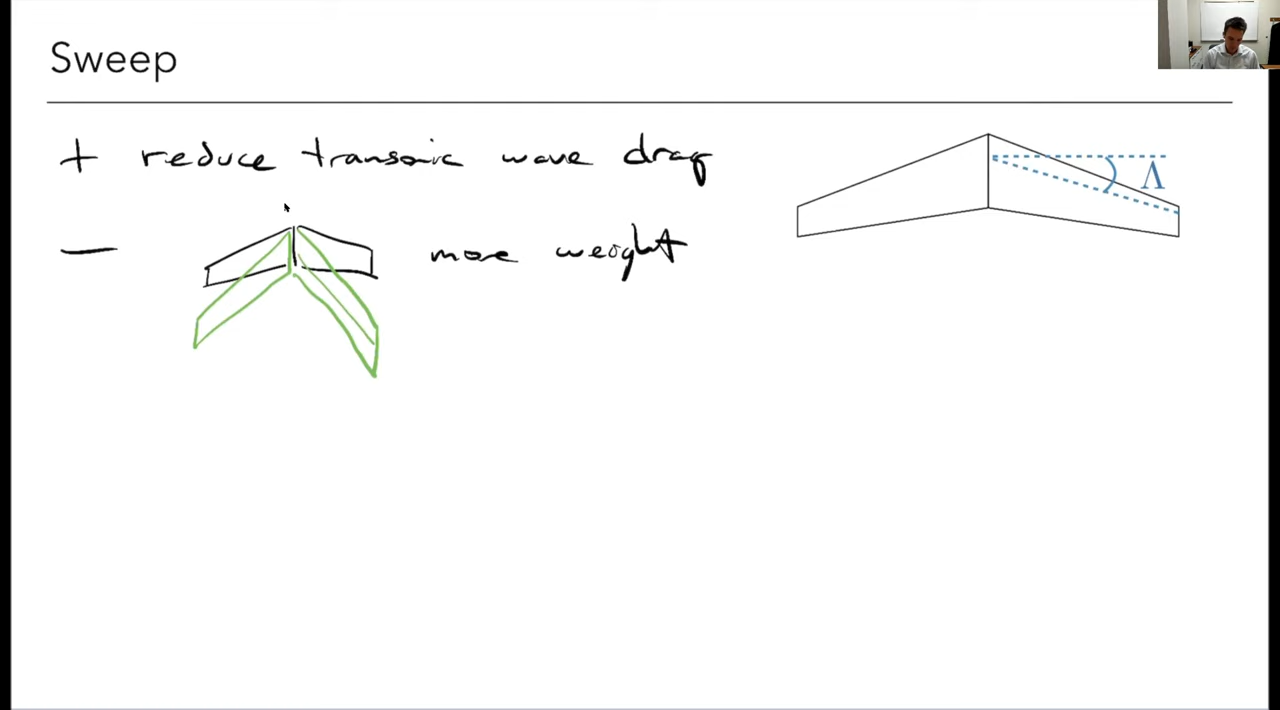 Sweep
+ reduce transonic wave drag
Λ
— more weight